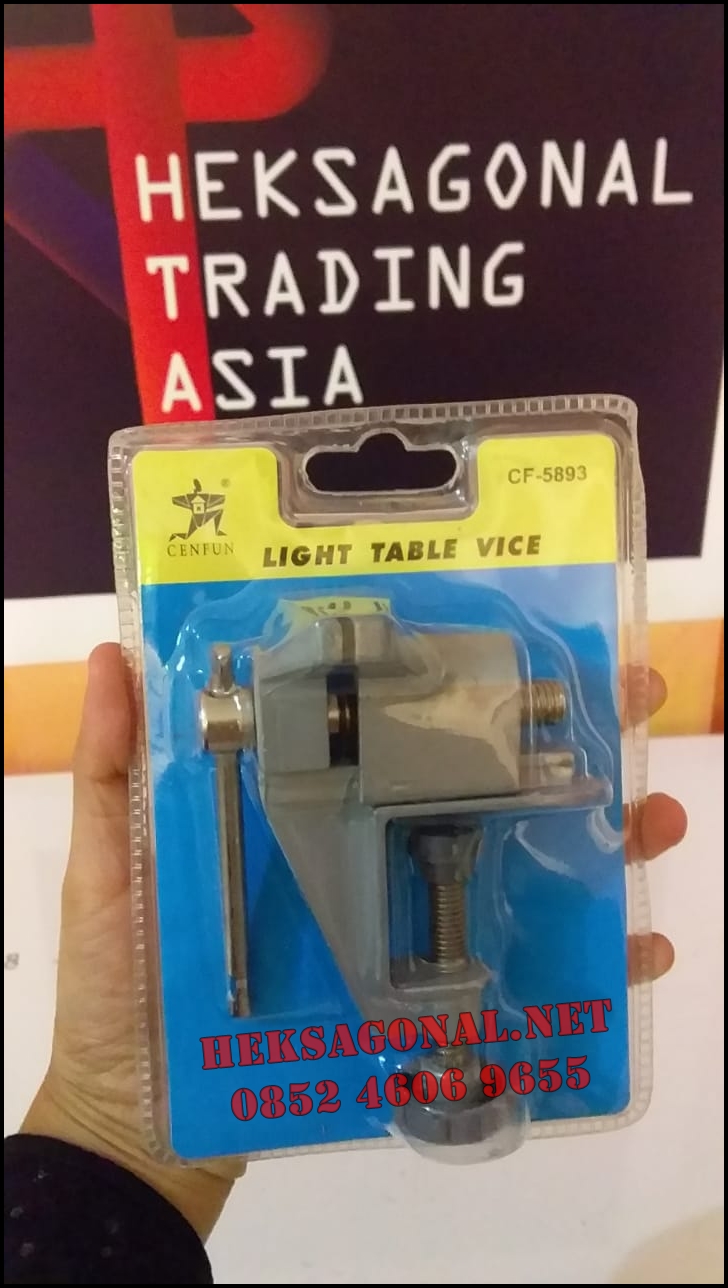 HEKSAGONAL
TRADING
ASIA
CF-5893
®
CENFUN
LIGHT TABLE VICE
HEKSAGONAL.NET
0852 4606 9655